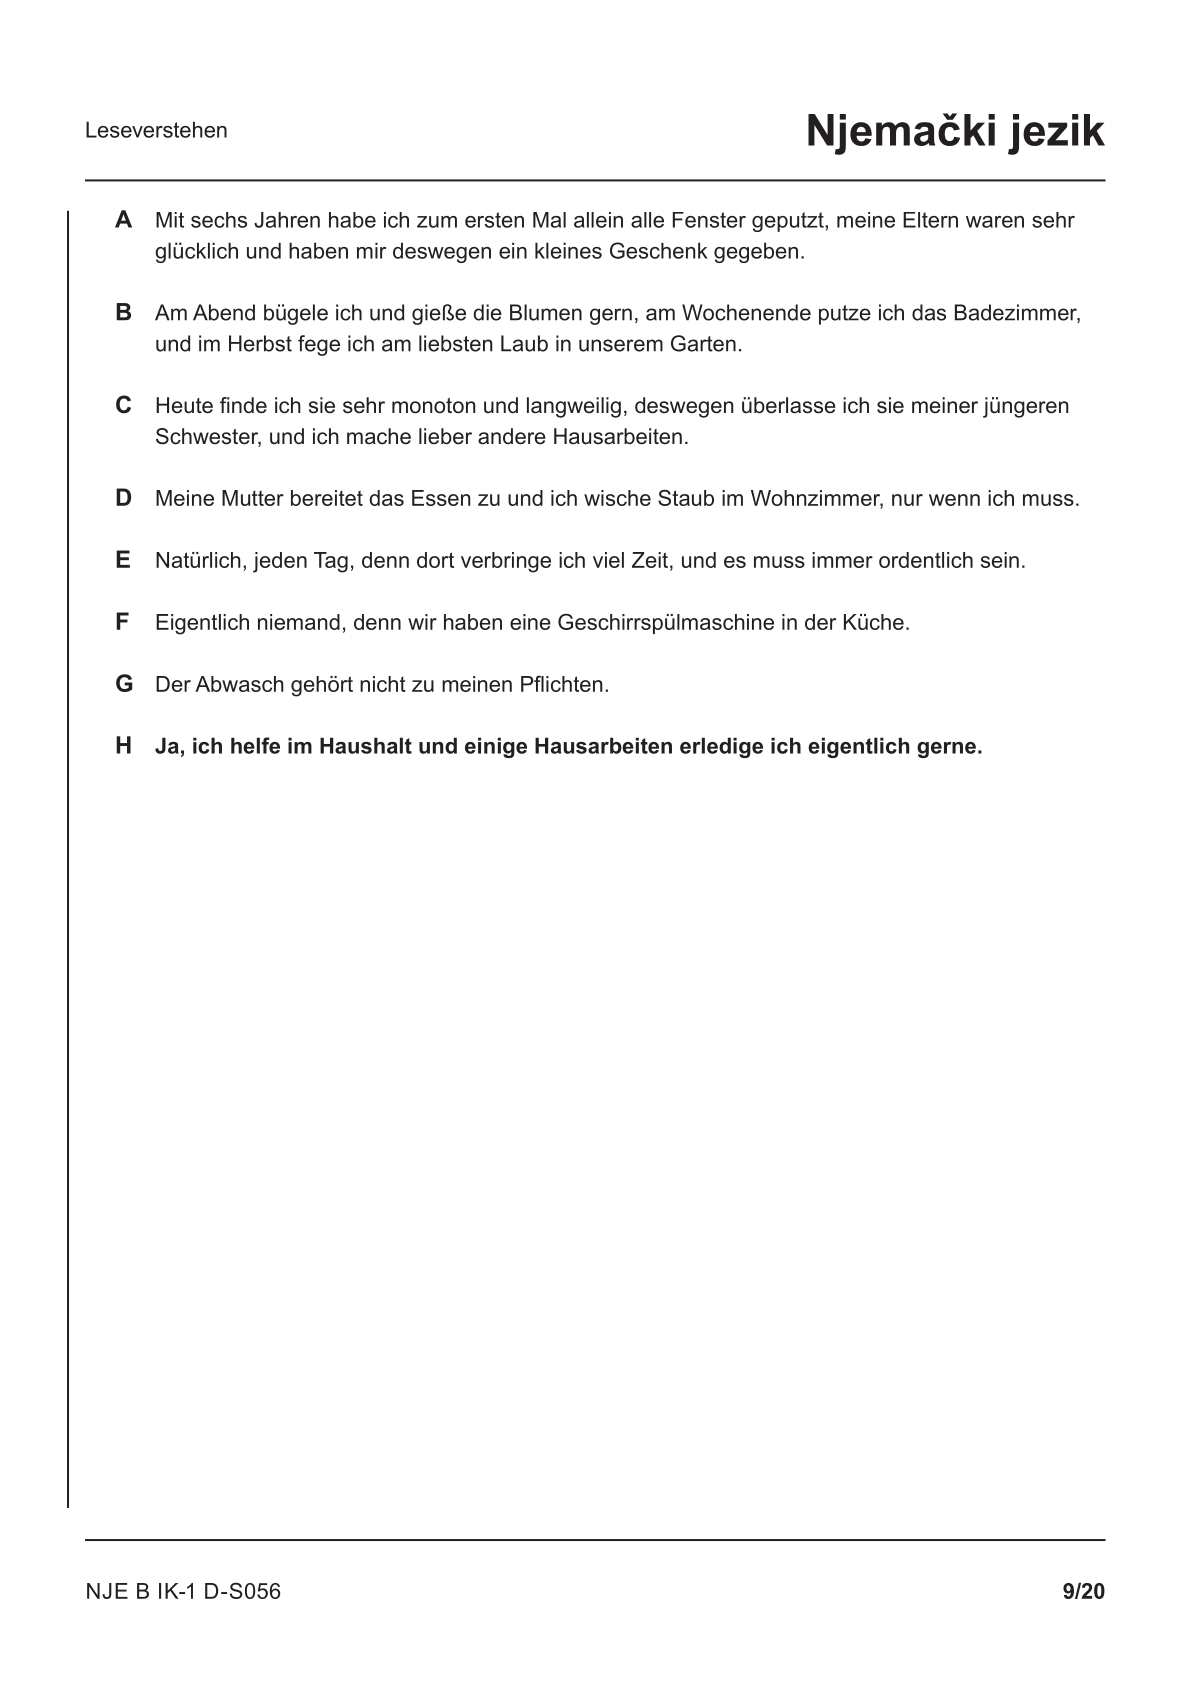 Leseverstehen
Njemački jezik
A Mit sechs Jahren habe ich zum ersten Mal allein alle Fenster geputzt, meine Eltern waren sehr
glücklich und haben mir deswegen ein kleines Geschenk gegeben.
B Am Abend bügele ich und gieße die Blumen gern, am Wochenende putze ich das Badezimmer,
und im Herbst fege ich am liebsten Laub in unserem Garten.
C Heute finde ich sie sehr monoton und langweilig, deswegen überlasse ich sie meiner jüngeren
Schwester, und ich mache lieber andere Hausarbeiten.
D Meine Mutter bereitet das Essen zu und ich wische Staub im Wohnzimmer, nur wenn ich muss.
E Natürlich, jeden Tag, denn dort verbringe ich viel Zeit, und es muss immer ordentlich sein.
F Eigentlich niemand, denn wir haben eine Geschirrspülmaschine in der Küche.
G Der Abwasch gehört nicht zu meinen Pflichten.
H Ja, ich helfe im Haushalt und einige Hausarbeiten erledige ich eigentlich gerne.
NJE B IK-1 D-S056
9/20